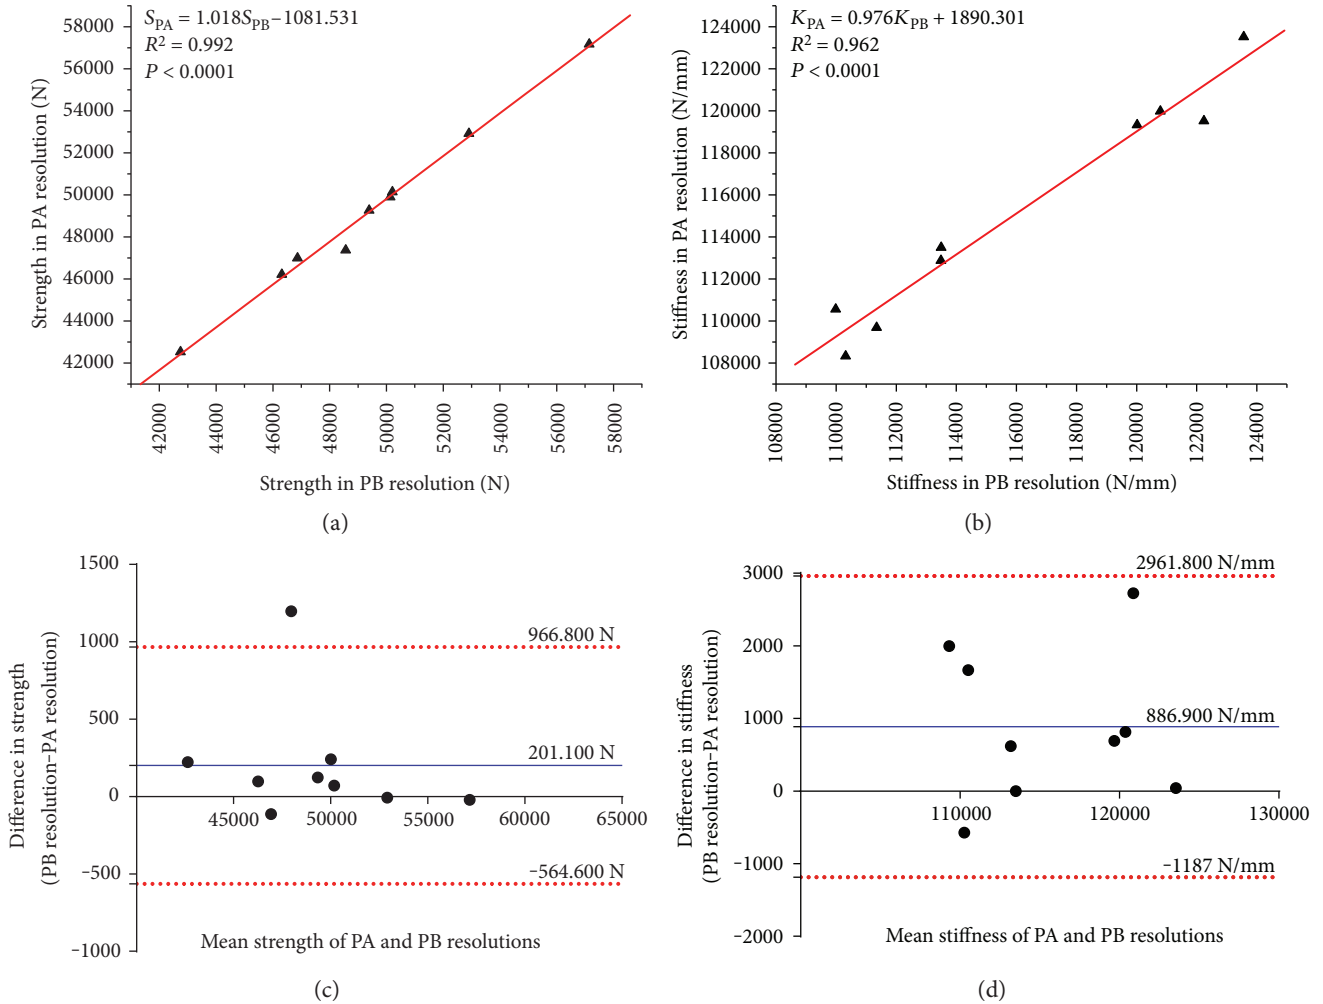 S_PA = 1.018S_PB−1081.531
R² = 0.992
P < 0.0001
58000
56000
54000
52000
50000
48000
46000
44000
42000
Strength in PA resolution (N)
42000 44000 46000 48000 50000 52000 54000 56000 58000
Strength in PB resolution (N)
(a)
K_PA = 0.976K_PB + 1890.301
R² = 0.962
P < 0.0001
124000
122000
120000
118000
116000
114000
112000
110000
108000
Stiffness in PA resolution (N/mm)
108000 110000 112000 114000 116000 118000 120000 122000 124000
Stiffness in PB resolution (N/mm)
(b)
1500
1000
500
0
−500
−1000
Difference in strength
(PB resolution−PA resolution)
966.800 N
201.100 N
−564.600 N
45000 50000 55000 60000 65000
Mean strength of PA and PB resolutions
(c)
3000
2000
1000
0
−1000
−2000
Difference in stiffness
(PB resolution−PA resolution)
2961.800 N/mm
886.900 N/mm
−1187 N/mm
110000 120000 130000
Mean stiffness of PA and PB resolutions
(d)